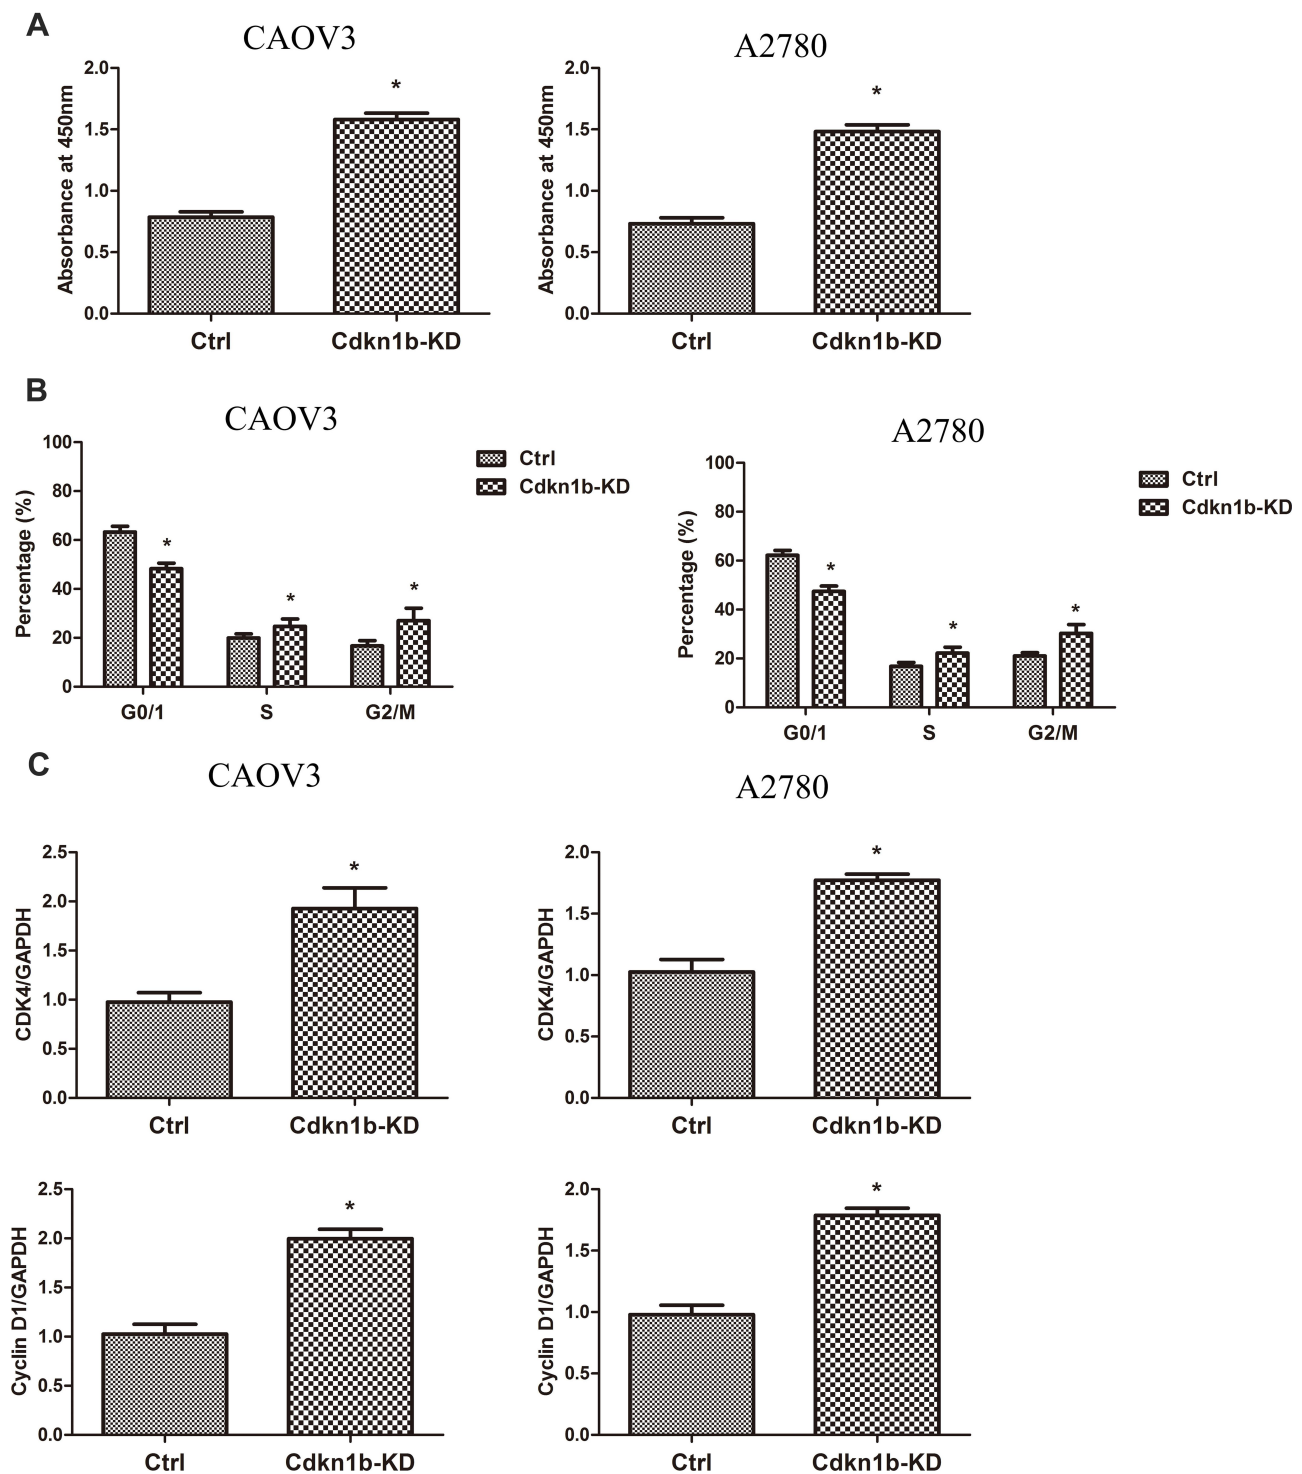 A
CAOV3
A2780
Absorbance at 450nm
2.0
1.5
1.0
0.5
0.0
Ctrl
Cdkn1b-KD
*
Absorbance at 450nm
2.0
1.5
1.0
0.5
0.0
Ctrl
Cdkn1b-KD
*
B
CAOV3
A2780
Percentage (%)
100
80
60
40
20
0
G0/1
S
G2/M
* * *
Ctrl
Cdkn1b-KD
Percentage (%)
100
80
60
40
20
0
G0/1
S
G2/M
* * *
Ctrl
Cdkn1b-KD
C
CAOV3
A2780
CDK4/GAPDH
2.5
2.0
1.5
1.0
0.5
0.0
Ctrl
Cdkn1b-KD
*
CDK4/GAPDH
2.0
1.5
1.0
0.5
0.0
Ctrl
Cdkn1b-KD
*
Cyclin D1/GAPDH
2.5
2.0
1.5
1.0
0.5
0.0
Ctrl
Cdkn1b-KD
*
Cyclin D1/GAPDH
2.0
1.5
1.0
0.5
0.0
Ctrl
Cdkn1b-KD
*